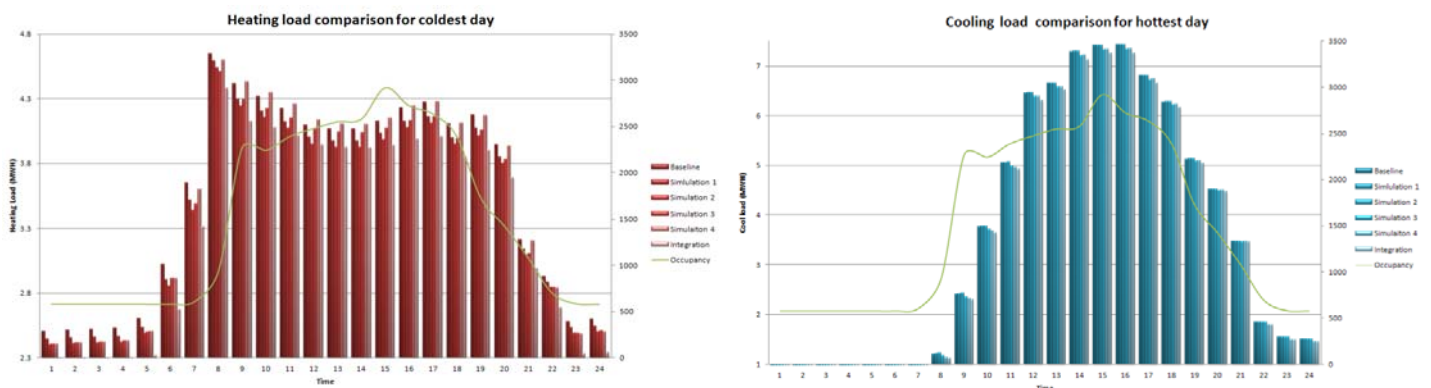 Heating load comparison for coldest day
4.8
4.3
3.8
3.3
2.8
2.3
Heating Load
3500
3000
2500
2000
1500
1000
500
0
1 2 3 4 5 6 7 8 9 10 11 12 13 14 15 16 17 18 19 20 21 22 23 24
Time
Baseline
Simlulation 1
Simulation 2
Simulation 3
Simulaiton 4
Integration
Occupancy
Cooling load comparison for hottest day
7
6
5
4
3
2
1
Cool load
3500
3000
2500
2000
1500
1000
500
0
1 2 3 4 5 6 7 8 9 10 11 12 13 14 15 16 17 18 19 20 21 22 23 24
Time
Baseline
Simlulation 1
Simulation 2
Simulation 3
Simulaiton 4
Integration
Occupancy